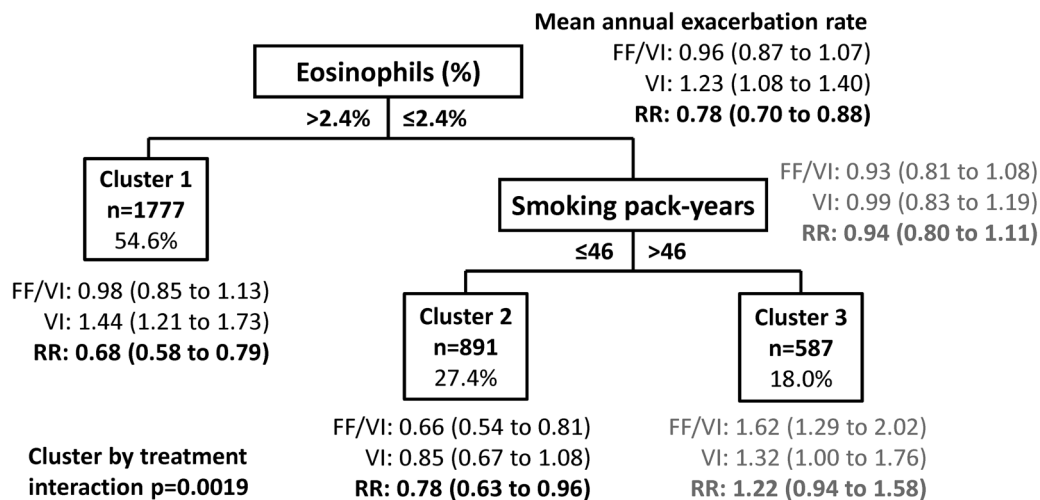 Mean annual exacerbation rate
FF/VI: 0.96 (0.87 to 1.07)
VI: 1.23 (1.08 to 1.40)
RR: 0.78 (0.70 to 0.88)
Eosinophils (%)
>2.4%
≤2.4%
Cluster 1
n=1777
54.6%
FF/VI: 0.98 (0.85 to 1.13)
VI: 1.44 (1.21 to 1.73)
RR: 0.68 (0.58 to 0.79)
Smoking pack-years
FF/VI: 0.93 (0.81 to 1.08)
VI: 0.99 (0.83 to 1.19)
RR: 0.94 (0.80 to 1.11)
≤46
>46
Cluster 2
n=891
27.4%
FF/VI: 0.66 (0.54 to 0.81)
VI: 0.85 (0.67 to 1.08)
RR: 0.78 (0.63 to 0.96)
Cluster 3
n=587
18.0%
FF/VI: 1.62 (1.29 to 2.02)
VI: 1.32 (1.00 to 1.76)
RR: 1.22 (0.94 to 1.58)
Cluster by treatment
interaction p=0.0019